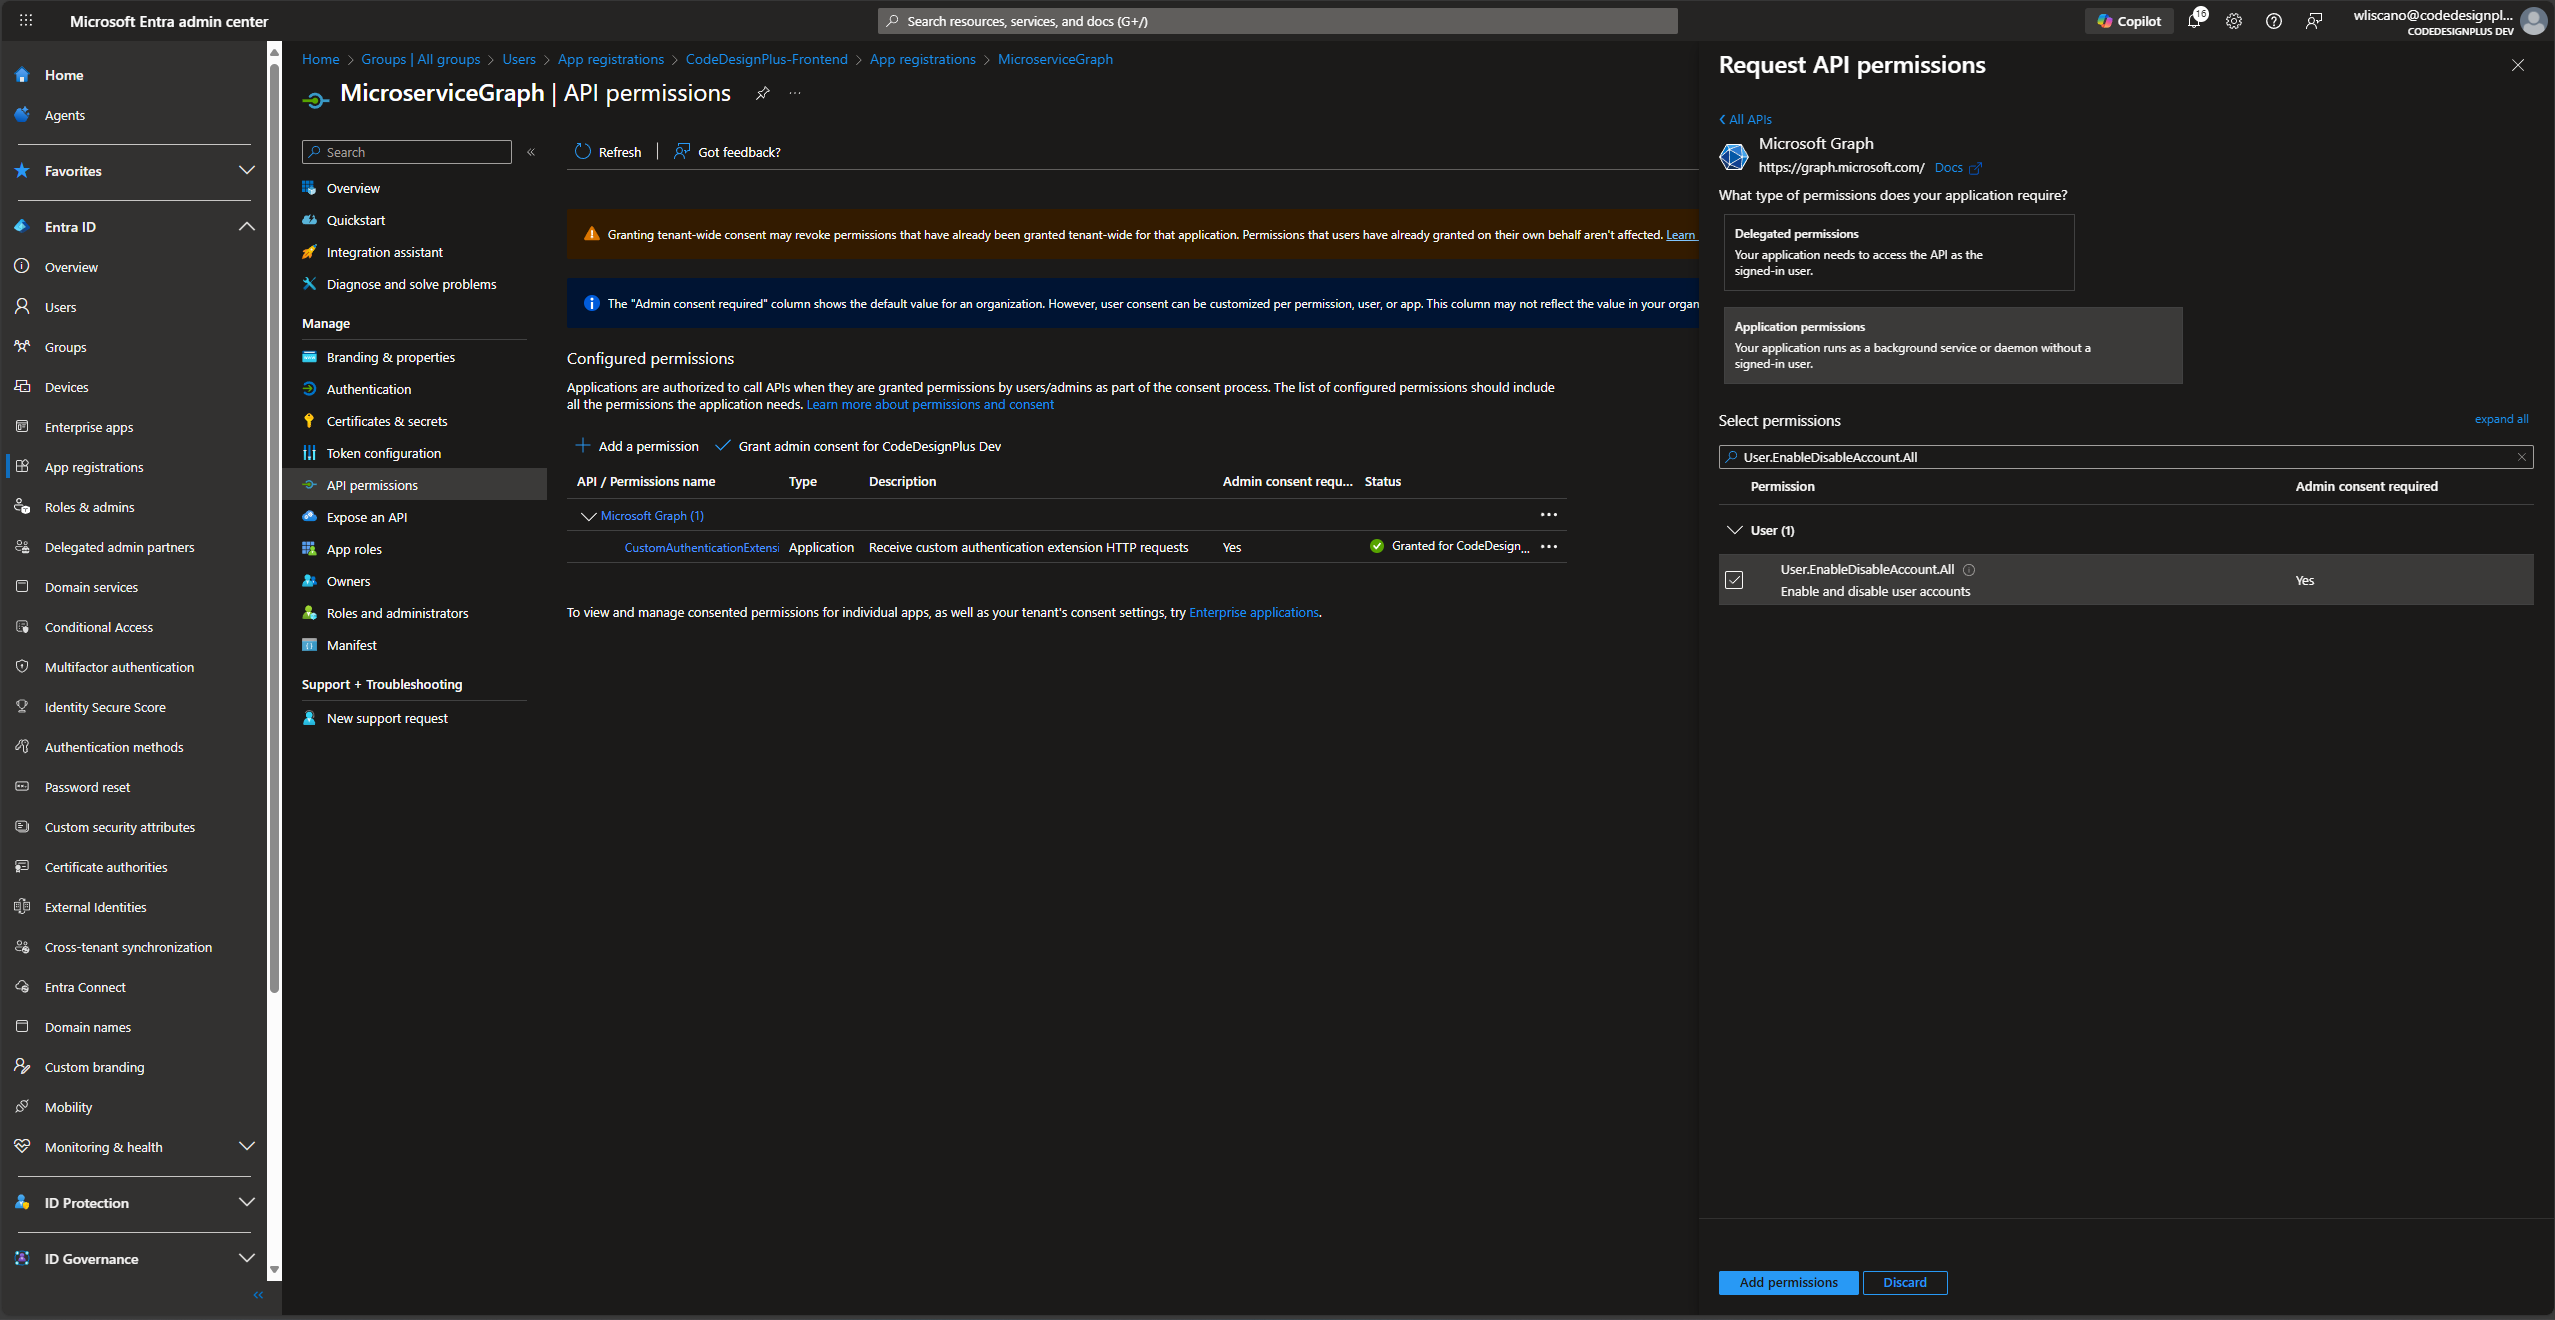 Microsoft Entra admin center
Search resources, services, and docs (G+/)
Copilot
16
wliscano@codedesignpl...
CODEDESIGNPLUS DEV
Home
Agents
Favorites
Entra ID
Overview
Users
Groups
Devices
Enterprise apps
App registrations
Roles & admins
Delegated admin partners
Domain services
Conditional Access
Multifactor authentication
Identity Secure Score
Authentication methods
Password reset
Custom security attributes
Certificate authorities
External Identities
Cross-tenant synchronization
Entra Connect
Domain names
Custom branding
Mobility
Monitoring & health
ID Protection
ID Governance
Home > Groups | All groups > Users > App registrations > CodeDesignPlus-Frontend > App registrations > MicroserviceGraph
MicroserviceGraph | API permissions
Search
Overview
Quickstart
Integration assistant
Diagnose and solve problems
Manage
Branding & properties
Authentication
Certificates & secrets
Token configuration
API permissions
Expose an API
App roles
Owners
Roles and administrators
Manifest
Support + Troubleshooting
New support request
Refresh | Got feedback?
Granting tenant-wide consent may revoke permissions that have already been granted tenant-wide for that application. Permissions that users have already granted on their own behalf aren't affected. Learn
The "Admin consent required" column shows the default value for an organization. However, user consent can be customized per permission, user, or app. This column may not reflect the value in your organ
Configured permissions
Applications are authorized to call APIs when they are granted permissions by users/admins as part of the consent process. The list of configured permissions should include
all the permissions the application needs. Learn more about permissions and consent
Add a permission Grant admin consent for CodeDesignPlus Dev
API / Permissions name Type Description Admin consent requ... Status
Microsoft Graph (1)
CustomAuthenticationExtensi Application Receive custom authentication extension HTTP requests Yes Granted for CodeDesign...
To view and manage consented permissions for individual apps, as well as your tenant's consent settings, try Enterprise applications.
Request API permissions
All APIs
Microsoft Graph
https://graph.microsoft.com/ Docs
What type of permissions does your application require?
Delegated permissions
Your application needs to access the API as the
signed-in user.
Application permissions
Your application runs as a background service or daemon without a
signed-in user.
Select permissions
expand all
User.EnableDisableAccount.All
Permission Admin consent required
User (1)
User.EnableDisableAccount.All
Enable and disable user accounts
Yes
Add permissions
Discard